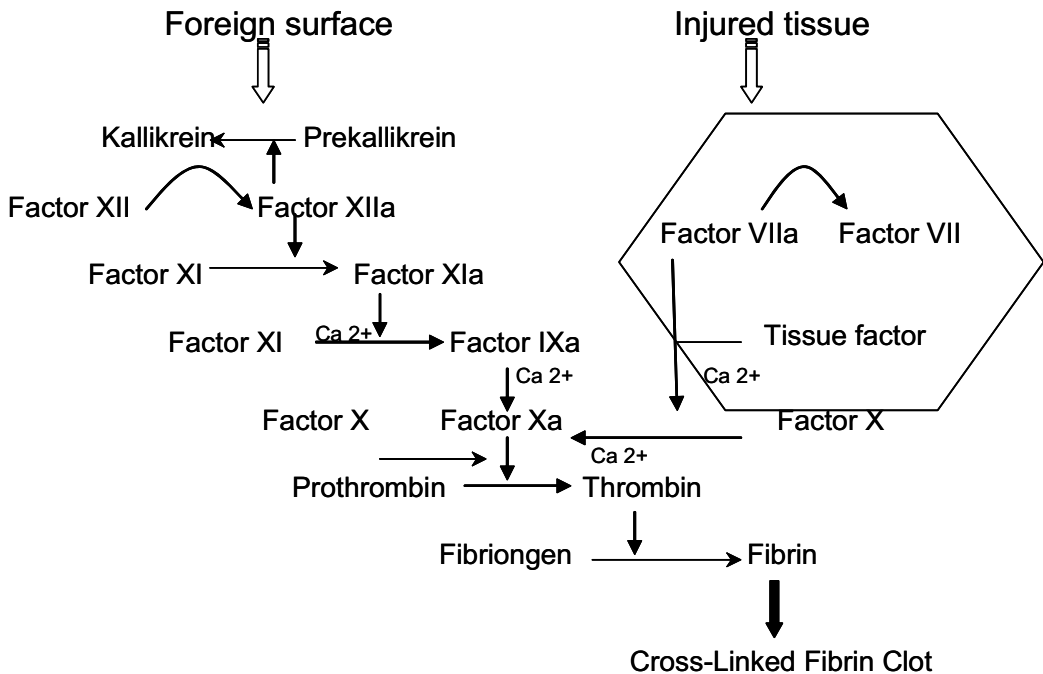 Foreign surface
Injured tissue
Kallikrein
Prekallikrein
Factor XII
Factor XIIa
Factor VIIa
Factor VII
Factor XI
Factor XIa
Factor XI
Ca 2+
Factor IXa
Tissue factor
Ca 2+
Ca 2+
Factor X
Factor Xa
Factor X
Ca 2+
Prothrombin
Thrombin
Fibriongen
Fibrin
Cross-Linked Fibrin Clot